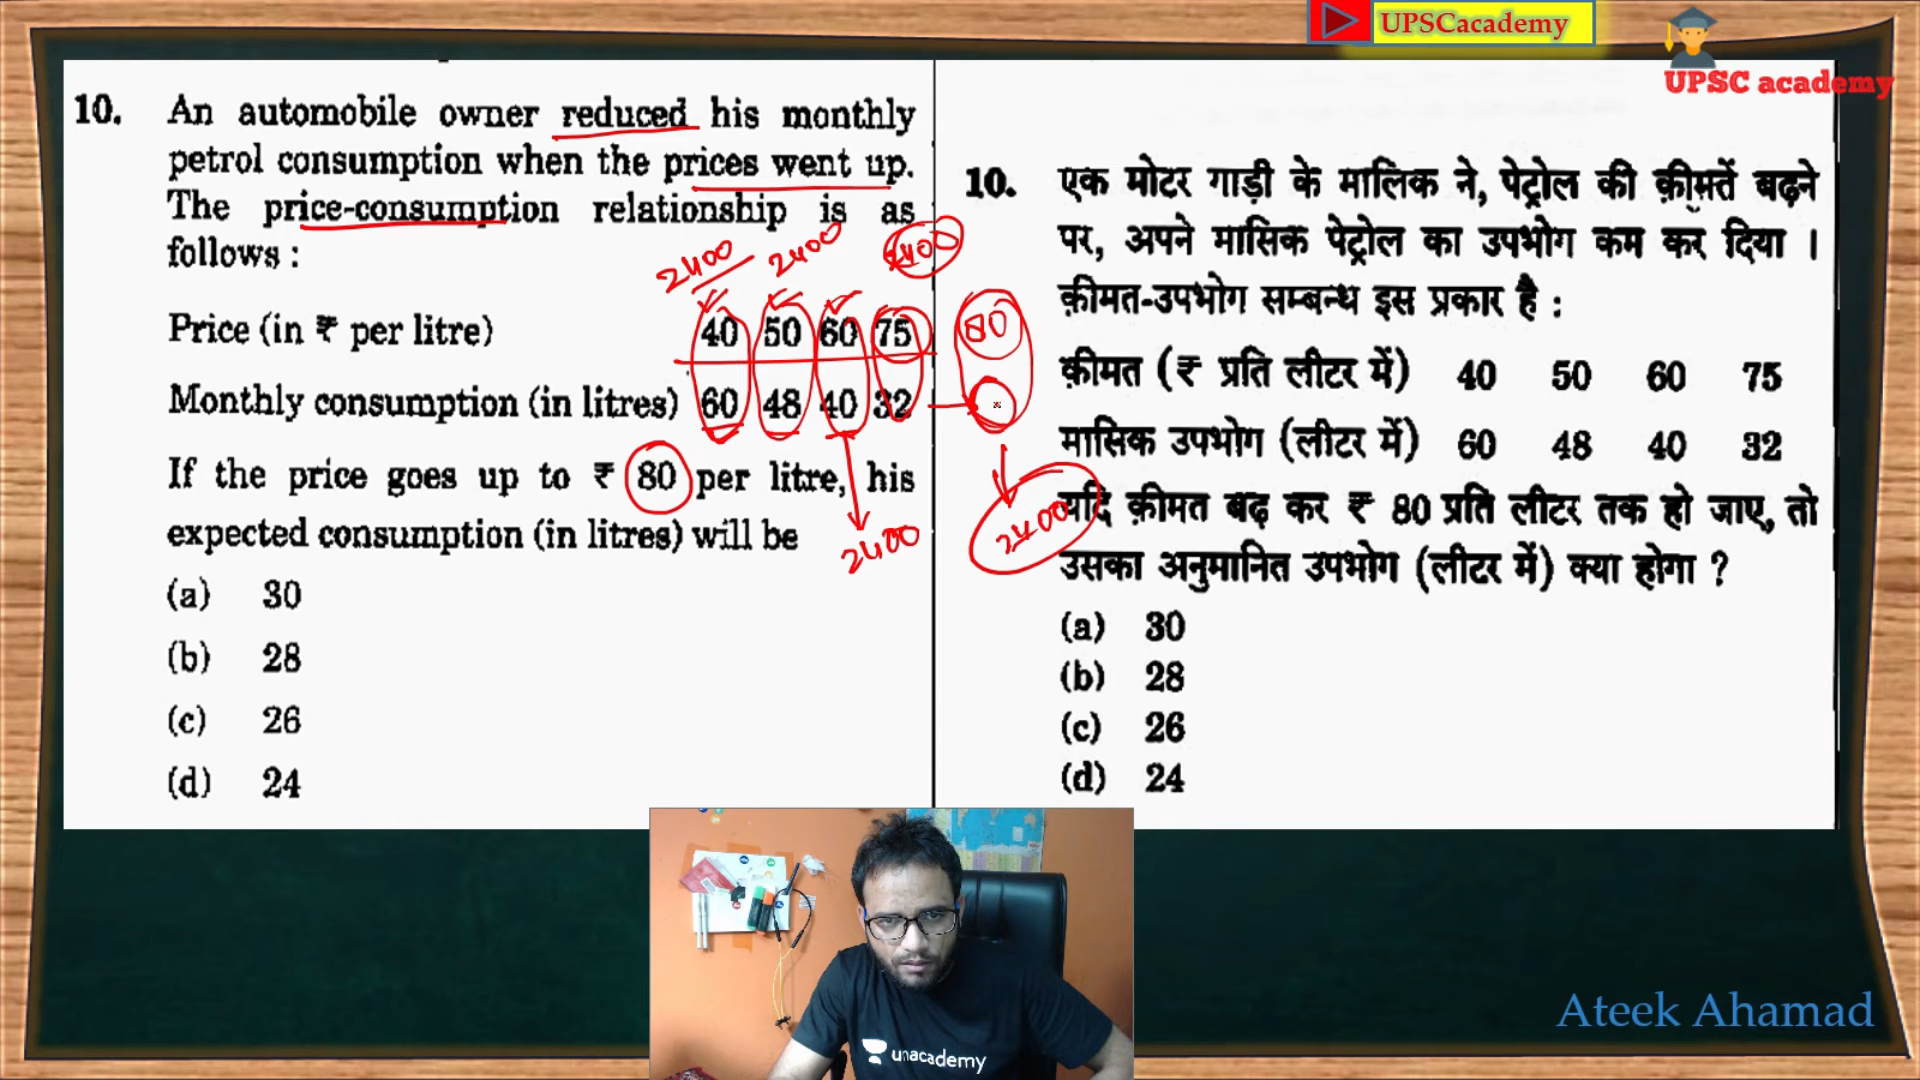 UPSCacademy
UPSC academy
10. An automobile owner reduced his monthly
petrol consumption when the prices went up.
The price-consumption relationship is as
follows :
2400 2400 2400
Price (in ₹ per litre) 40 50 60 75 80
Monthly consumption (in litres) 60 48 40 32
If the price goes up to ₹ 80 per litre, his
expected consumption (in litres) will be
2400 2400
(a) 30
(b) 28
(c) 26
(d) 24
10. एक मोटर गाड़ी के मालिक ने, पेट्रोल की क़ीमतें बढ़ने
पर, अपने मासिक पेट्रोल का उपभोग कम कर दिया ।
क़ीमत-उपभोग सम्बन्ध इस प्रकार है :
क़ीमत (₹ प्रति लीटर में) 40 50 60 75
मासिक उपभोग (लीटर में) 60 48 40 32
यदि क़ीमत बढ़ कर ₹ 80 प्रति लीटर तक हो जाए, तो
उसका अनुमानित उपभोग (लीटर में) क्या होगा ?
(a) 30
(b) 28
(c) 26
(d) 24
unacademy
Ateek Ahamad